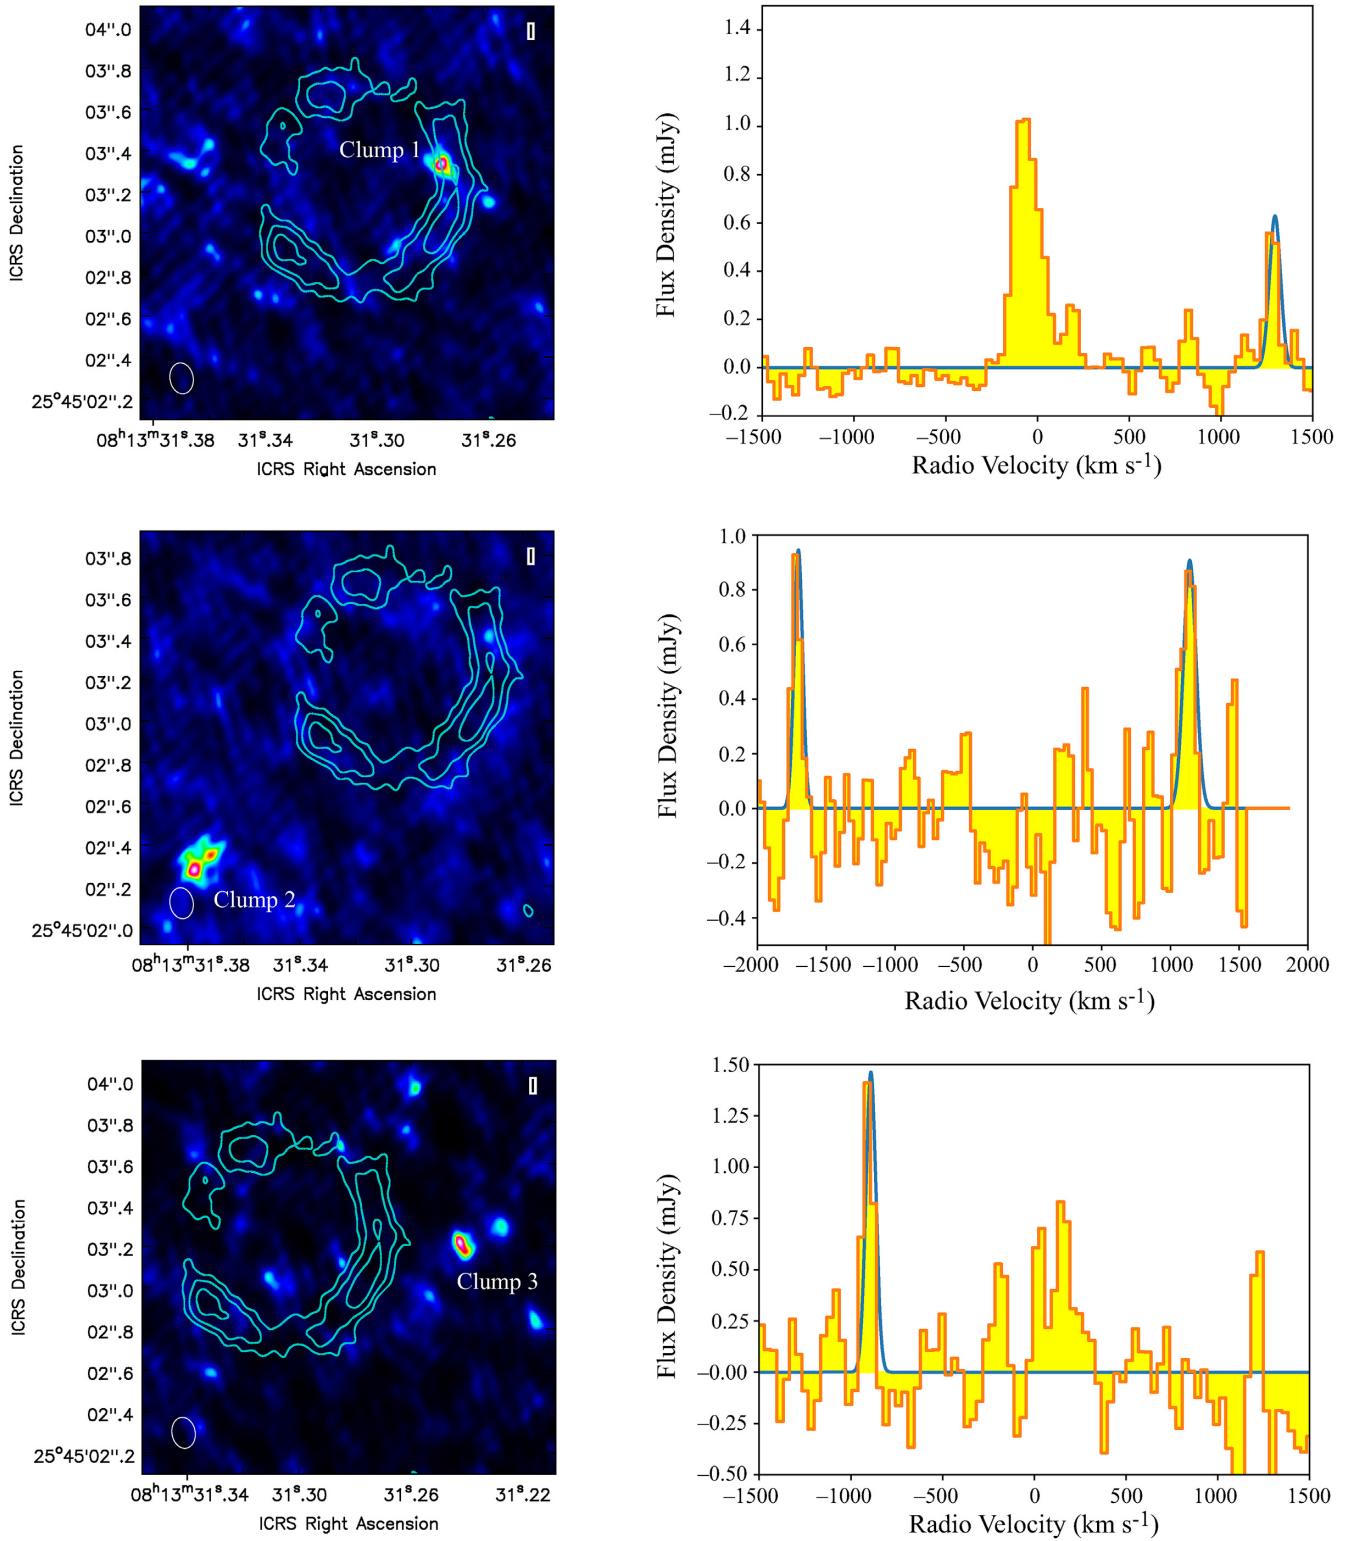 04".0
03".8
03".6
03".4
03".2
03".0
02".8
02".6
02".4
25°45'02".2
ICRS Declination
Clump 1
08h13m31s.38 31s.34 31s.30 31s.26
ICRS Right Ascension
1.4
1.2
1.0
0.8
0.6
0.4
0.2
0.0
–0.2
Flux Density (mJy)
–1500 –1000 –500 0 500 1000 1500
Radio Velocity (km s-1)
03".8
03".6
03".4
03".2
03".0
02".8
02".6
02".4
02".2
25°45'02".0
ICRS Declination
Clump 2
08h13m31s.38 31s.34 31s.30 31s.26
ICRS Right Ascension
1.0
0.8
0.6
0.4
0.2
0.0
–0.2
–0.4
Flux Density (mJy)
–2000 –1500 –1000 –500 0 500 1000 1500 2000
Radio Velocity (km s-1)
04".0
03".8
03".6
03".4
03".2
03".0
02".8
02".6
02".4
25°45'02".2
ICRS Declination
Clump 3
08h13m31s.34 31s.30 31s.26 31s.22
ICRS Right Ascension
1.50
1.25
1.00
0.75
0.50
0.25
–0.00
–0.25
–0.50
Flux Density (mJy)
–1500 –1000 –500 0 500 1000 1500
Radio Velocity (km s-1)